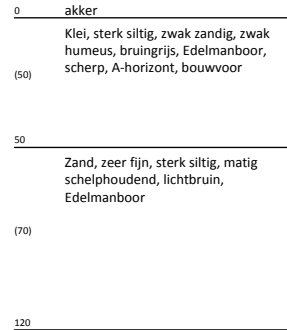 0 akker
Klei, sterk siltig, zwak zandig, zwak
humeus, bruingrijs, Edelmanboor,
scherp, A-horizont, bouwvoor
(50)
50
Zand, zeer fijn, sterk siltig, matig
schelphoudend, lichtbruin,
Edelmanboor
(70)
120